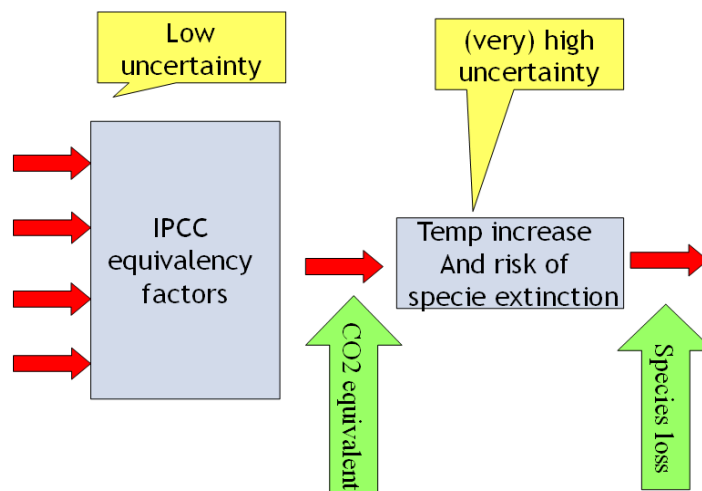 Low
uncertainty
(very) high
uncertainty
IPCC
equivalency
factors
Temp increase
And risk of
specie extinction
CO2 equivalent
Species loss